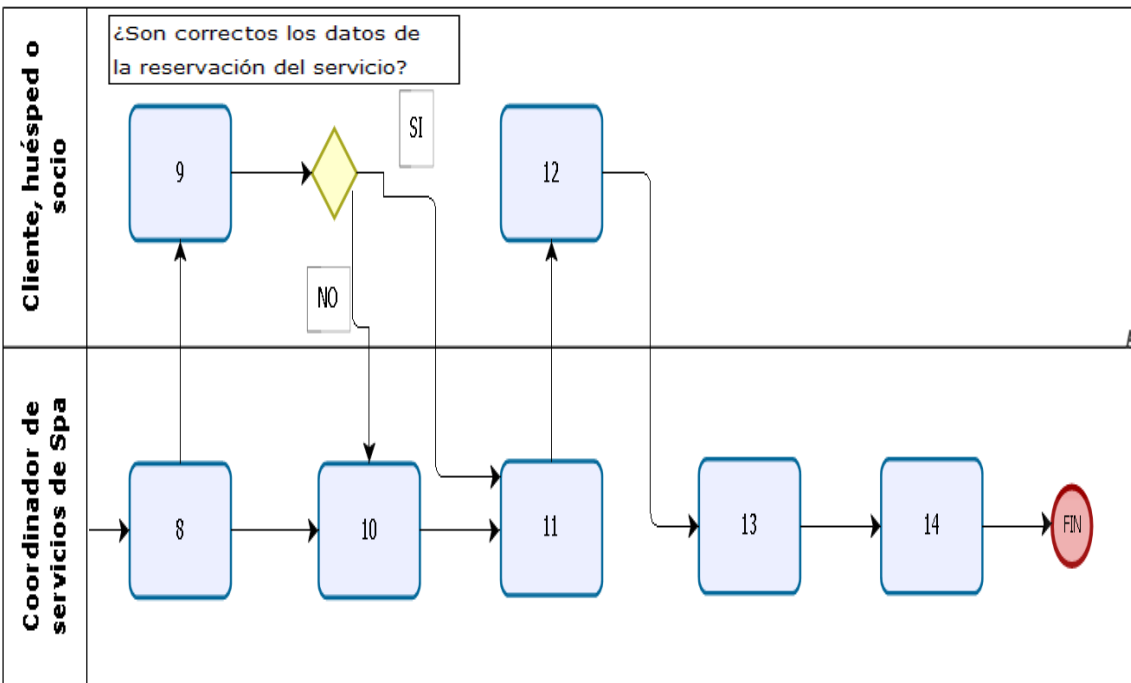 Cliente, huésped o
socio
¿Son correctos los datos de
la reservación del servicio?
SI
9
12
NO
Coordinador de
servicios de Spa
8
10
11
13
14
FIN